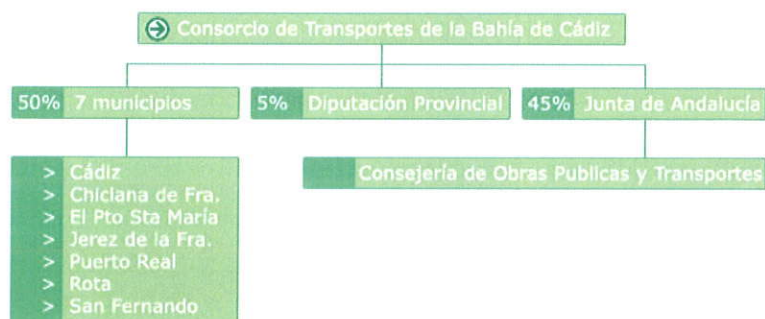 Consorcio de Transportes de la Bahía de Cádiz
50% 7 municipios
5% Diputación Provincial
45% Junta de Andalucía
> Cádiz
> Chiclana de Fra.
> El Pto Sta María
> Jerez de la Fra.
> Puerto Real
> Rota
> San Fernando
Consejería de Obras Publicas y Transportes